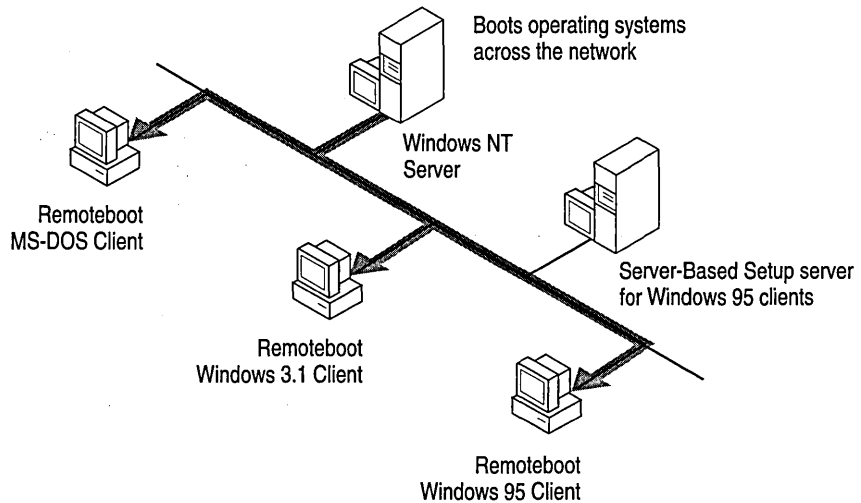 Boots operating systems
across the network
Windows NT
Server
Remoteboot
MS-DOS Client
Server-Based Setup server
for Windows 95 clients
Remoteboot
Windows 3.1 Client
Remoteboot
Windows 95 Client